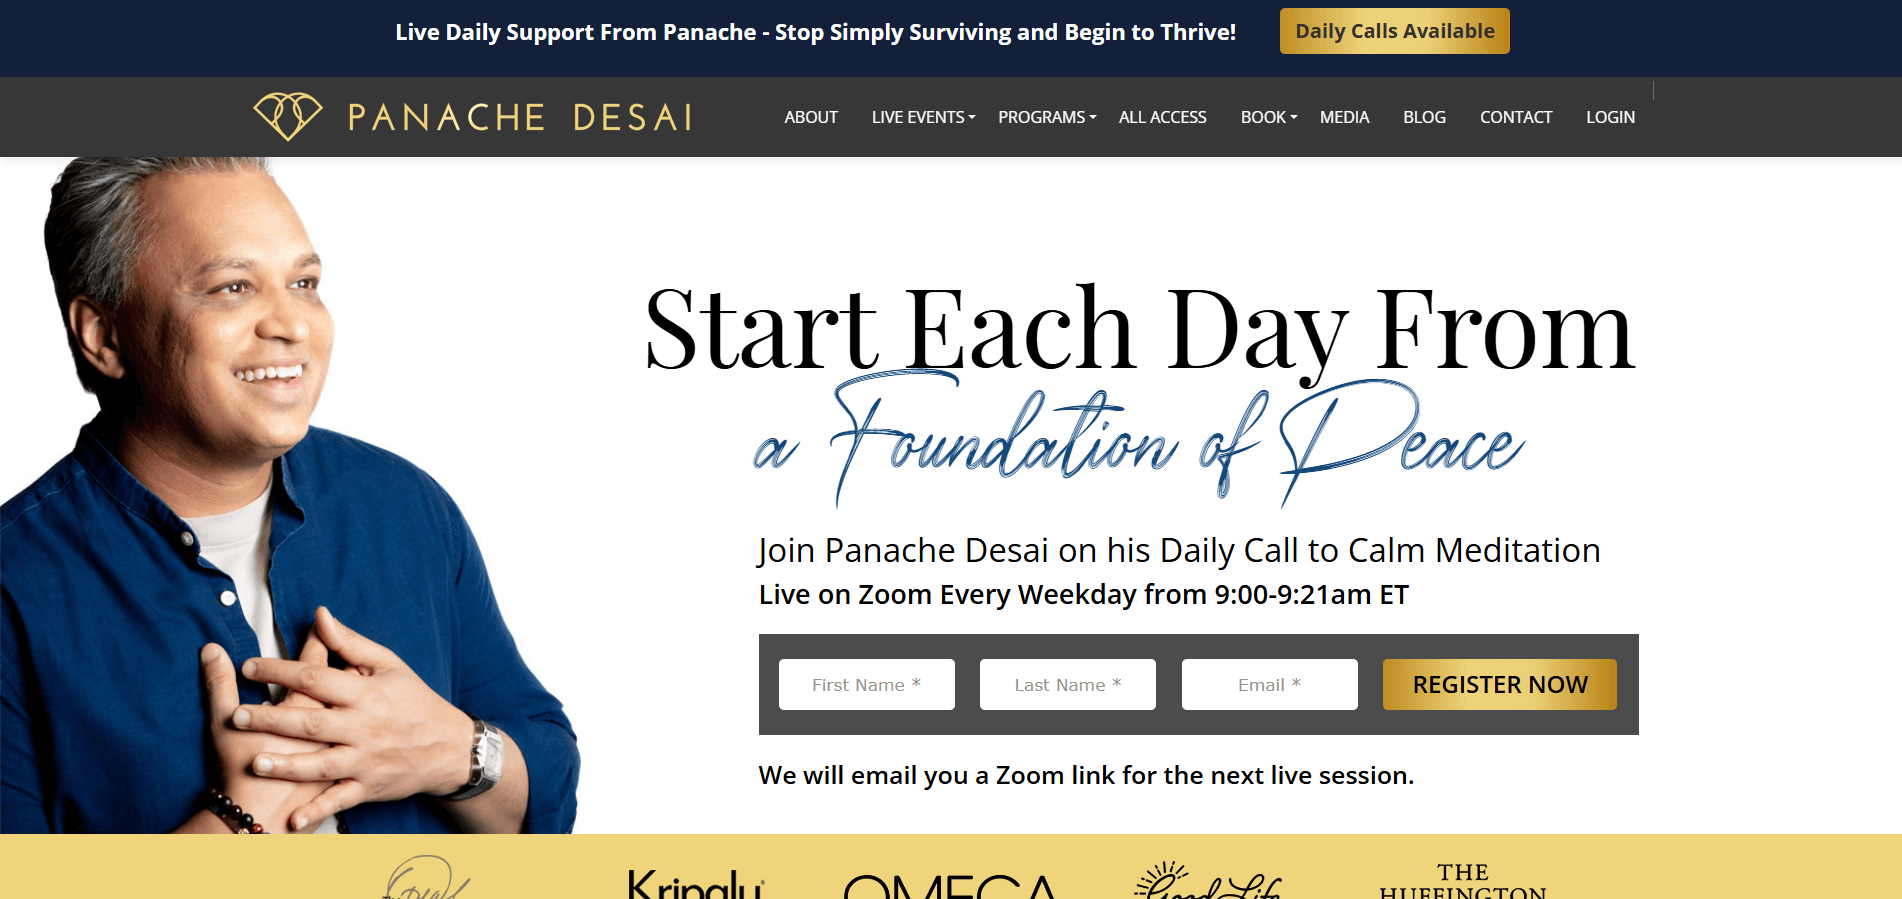 Live Daily Support From Panache - Stop Simply Surviving and Begin to Thrive! Daily Calls Available
PANACHE DESAI ABOUT LIVE EVENTS PROGRAMS ALL ACCESS BOOK MEDIA BLOG CONTACT LOGIN
Start Each Day From
a Foundation of Peace
Join Panache Desai on his Daily Call to Calm Meditation
Live on Zoom Every Weekday from 9:00-9:21am ET
First Name * Last Name * Email * REGISTER NOW
We will email you a Zoom link for the next live session.
Kripalu OMEGA Good Life THE
HUFFINGTON